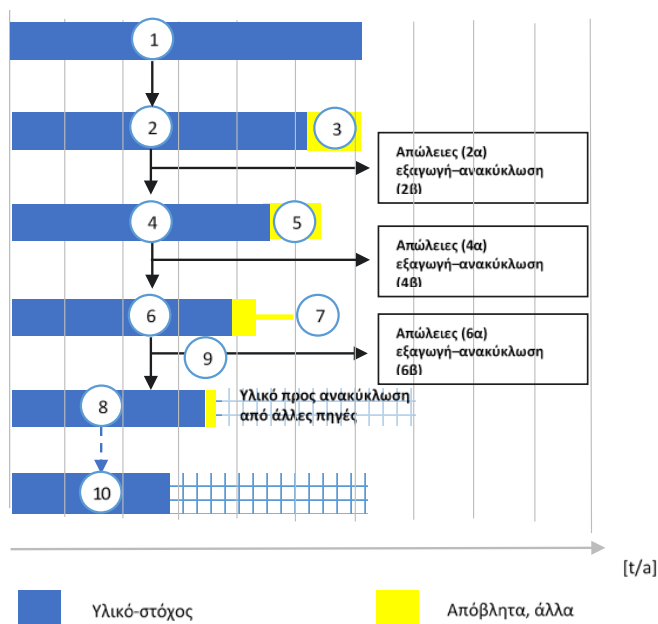 1
2
3
Απώλειες (2α)
εξαγωγή–ανακύκλωση
(2β)
4
5
Απώλειες (4α)
εξαγωγή–ανακύκλωση
(4β)
6
7
Απώλειες (6α)
εξαγωγή–ανακύκλωση
(6β)
9
8
Υλικό προς ανακύκλωση
από άλλες πηγές
10
[t/a]
Υλικό-στόχος
Απόβλητα, άλλα